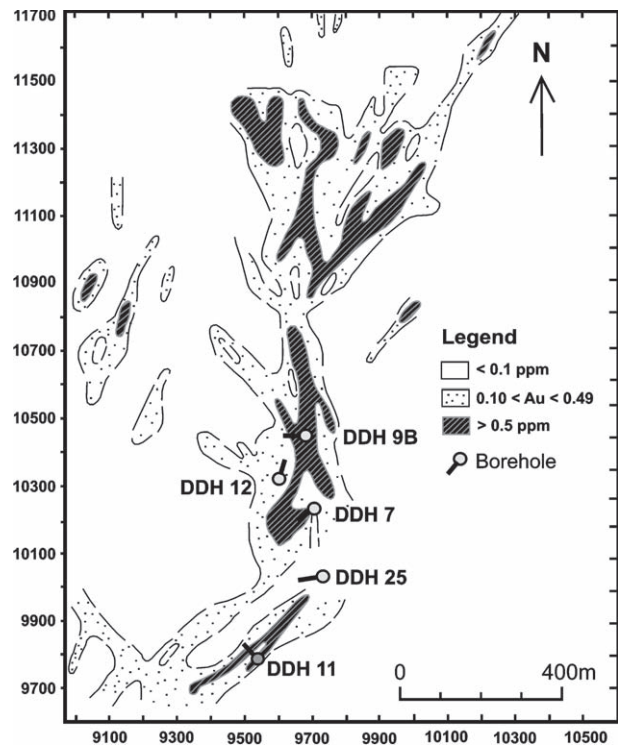 11700
11500
N
11300
11100
10900
Legend
10700
< 0.1 ppm
0.10 < Au < 0.49
10500
> 0.5 ppm
DDH 9B
Borehole
DDH 12
10300
DDH 7
10100
DDH 25
9900
DDH 11
0 400m
9700
9100 9300 9500 9700 9900 10100 10300 10500